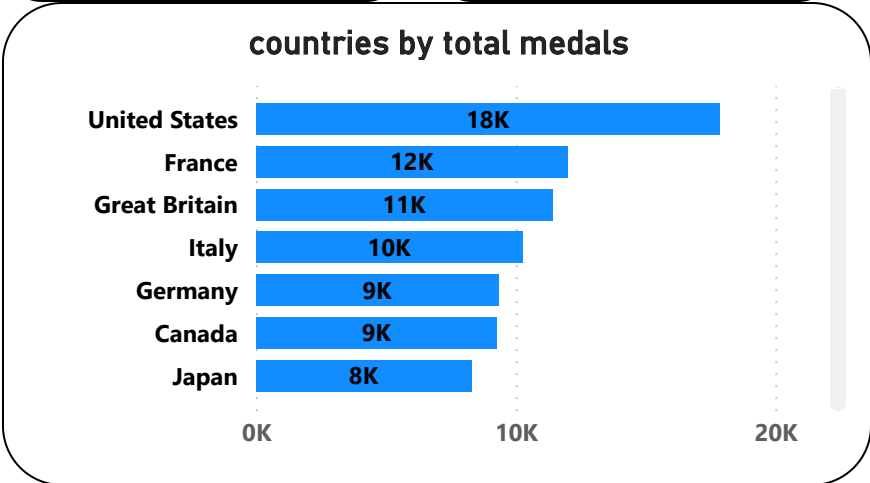 countries by total medals
United States 18K
France 12K
Great Britain 11K
Italy 10K
Germany 9K
Canada 9K
Japan 8K
0K 10K 20K